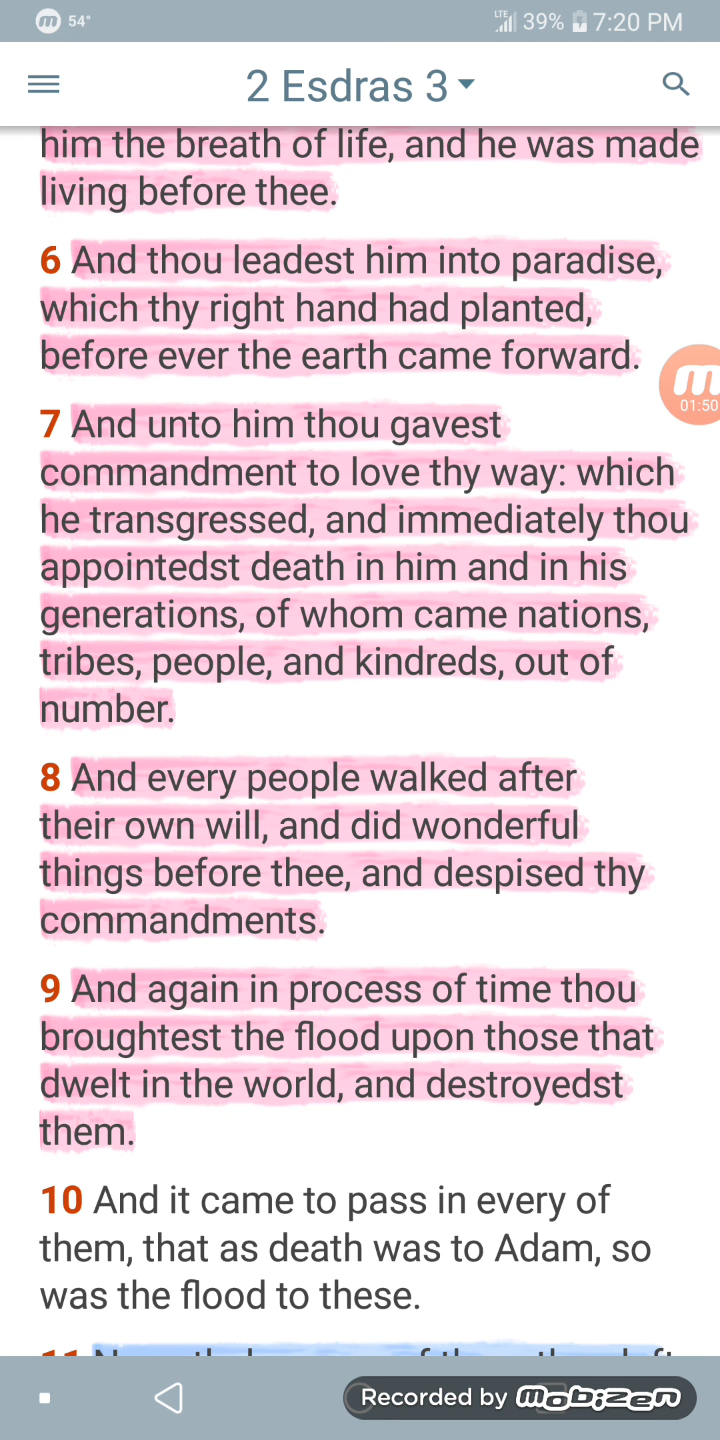 m 54° LTE 39% 7:20 PM
2 Esdras 3
him the breath of life, and he was made
living before thee.
6 And thou leadest him into paradise,
which thy right hand had planted,
before ever the earth came forward.
7 And unto him thou gavest
commandment to love thy way: which
he transgressed, and immediately thou
appointedst death in him and in his
generations, of whom came nations,
tribes, people, and kindreds, out of
number.
8 And every people walked after
their own will, and did wonderful
things before thee, and despised thy
commandments.
9 And again in process of time thou
broughtest the flood upon those that
dwelt in the world, and destroyedst
them.
10 And it came to pass in every of
them, that as death was to Adam, so
was the flood to these.
m
01:50
Recorded by mobizen